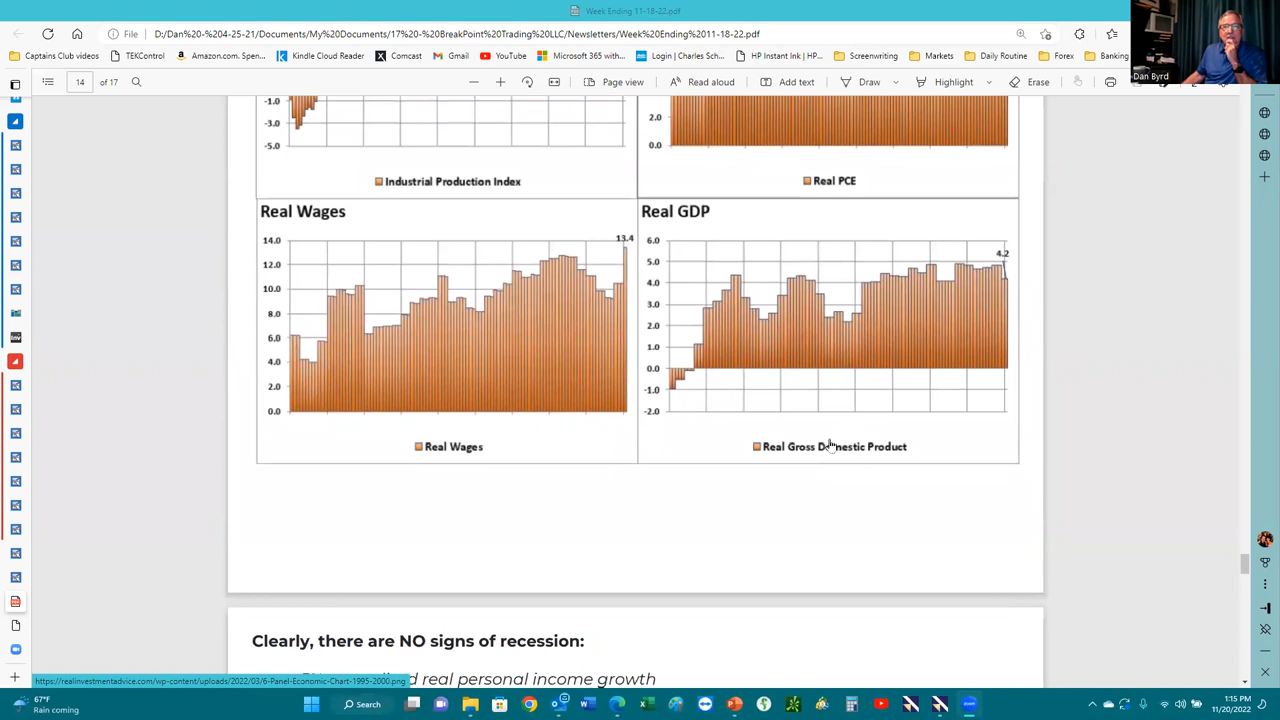 Week Ending 11-18-22.pdf
File
D:/Dan%20-%204-25-21/Documents/My%20Documents/17%20-%20BreakPoint%20Trading%20LLC/Newsletters/Week%20Ending%2011-18-22.pdf
Captains Club videos TEKControl Amazon.com. Spen... Kindle Cloud Reader Comcast YouTube Microsoft 365 with... Login | Charles Sch... HP Instant Ink | Ho... Screenwriting Markets Daily Routine Forex Banking
Dan Byrd
14 of 17 Page view Read aloud Add text Draw Highlight Erase
-1.0
-3.0
-5.0
Industrial Production Index
2.0
0.0
Real PCE
Real Wages
14.0
12.0
10.0
8.0
6.0
4.0
2.0
0.0
13.4
Real Wages
Real GDP
6.0
5.0
4.0
3.0
2.0
1.0
0.0
-1.0
-2.0
4.2
Real Gross Domestic Product
Clearly, there are NO signs of recession:
real personal income growth
https://realinvestmentadvice.com/wp-content/uploads/2022/03/6-Panel-Economic-Chart-1995-2000.png
67°F
Rain coming
Search
1:15 PM
11/20/2022